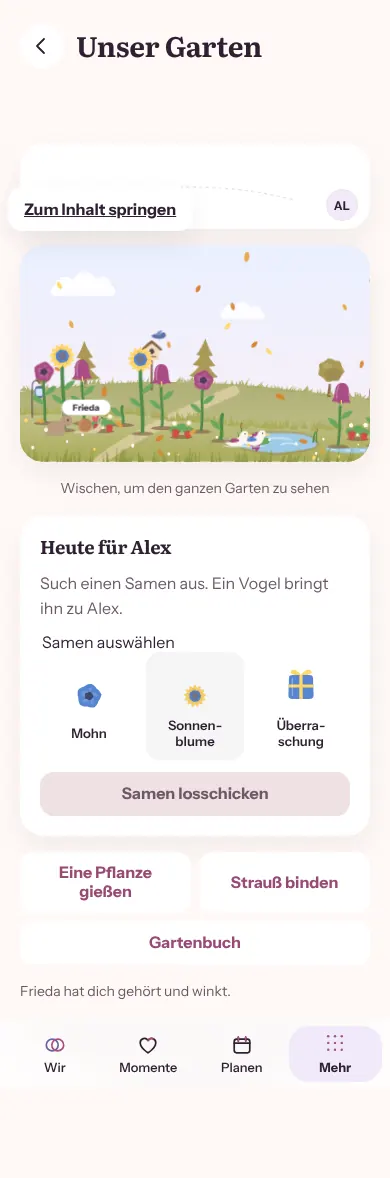 Unser Garten
Zum Inhalt springen
AL
Frieda
Wischen, um den ganzen Garten zu sehen
Heute für Alex
Such einen Samen aus. Ein Vogel bringt
ihn zu Alex.
Samen auswählen
Mohn
Sonnen-
blume
Überra-
schung
Samen losschicken
Eine Pflanze
gießen
Strauß binden
Gartenbuch
Frieda hat dich gehört und winkt.
Wir
Momente
Planen
Mehr